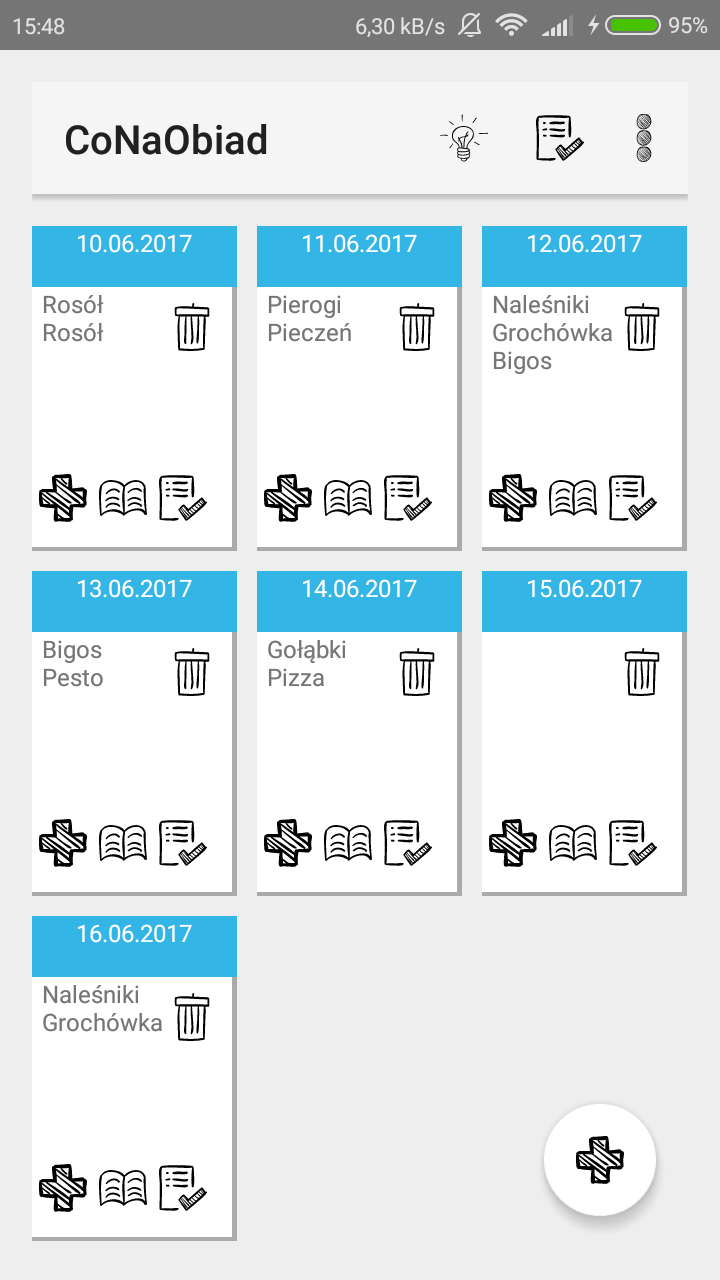 15:48 6,30 kB/s 95%
CoNaObiad
10.06.2017
Rosół
Rosół
11.06.2017
Pierogi
Pieczeń
12.06.2017
Naleśniki
Grochówka
Bigos
13.06.2017
Bigos
Pesto
14.06.2017
Gołąbki
Pizza
15.06.2017
16.06.2017
Naleśniki
Grochówka